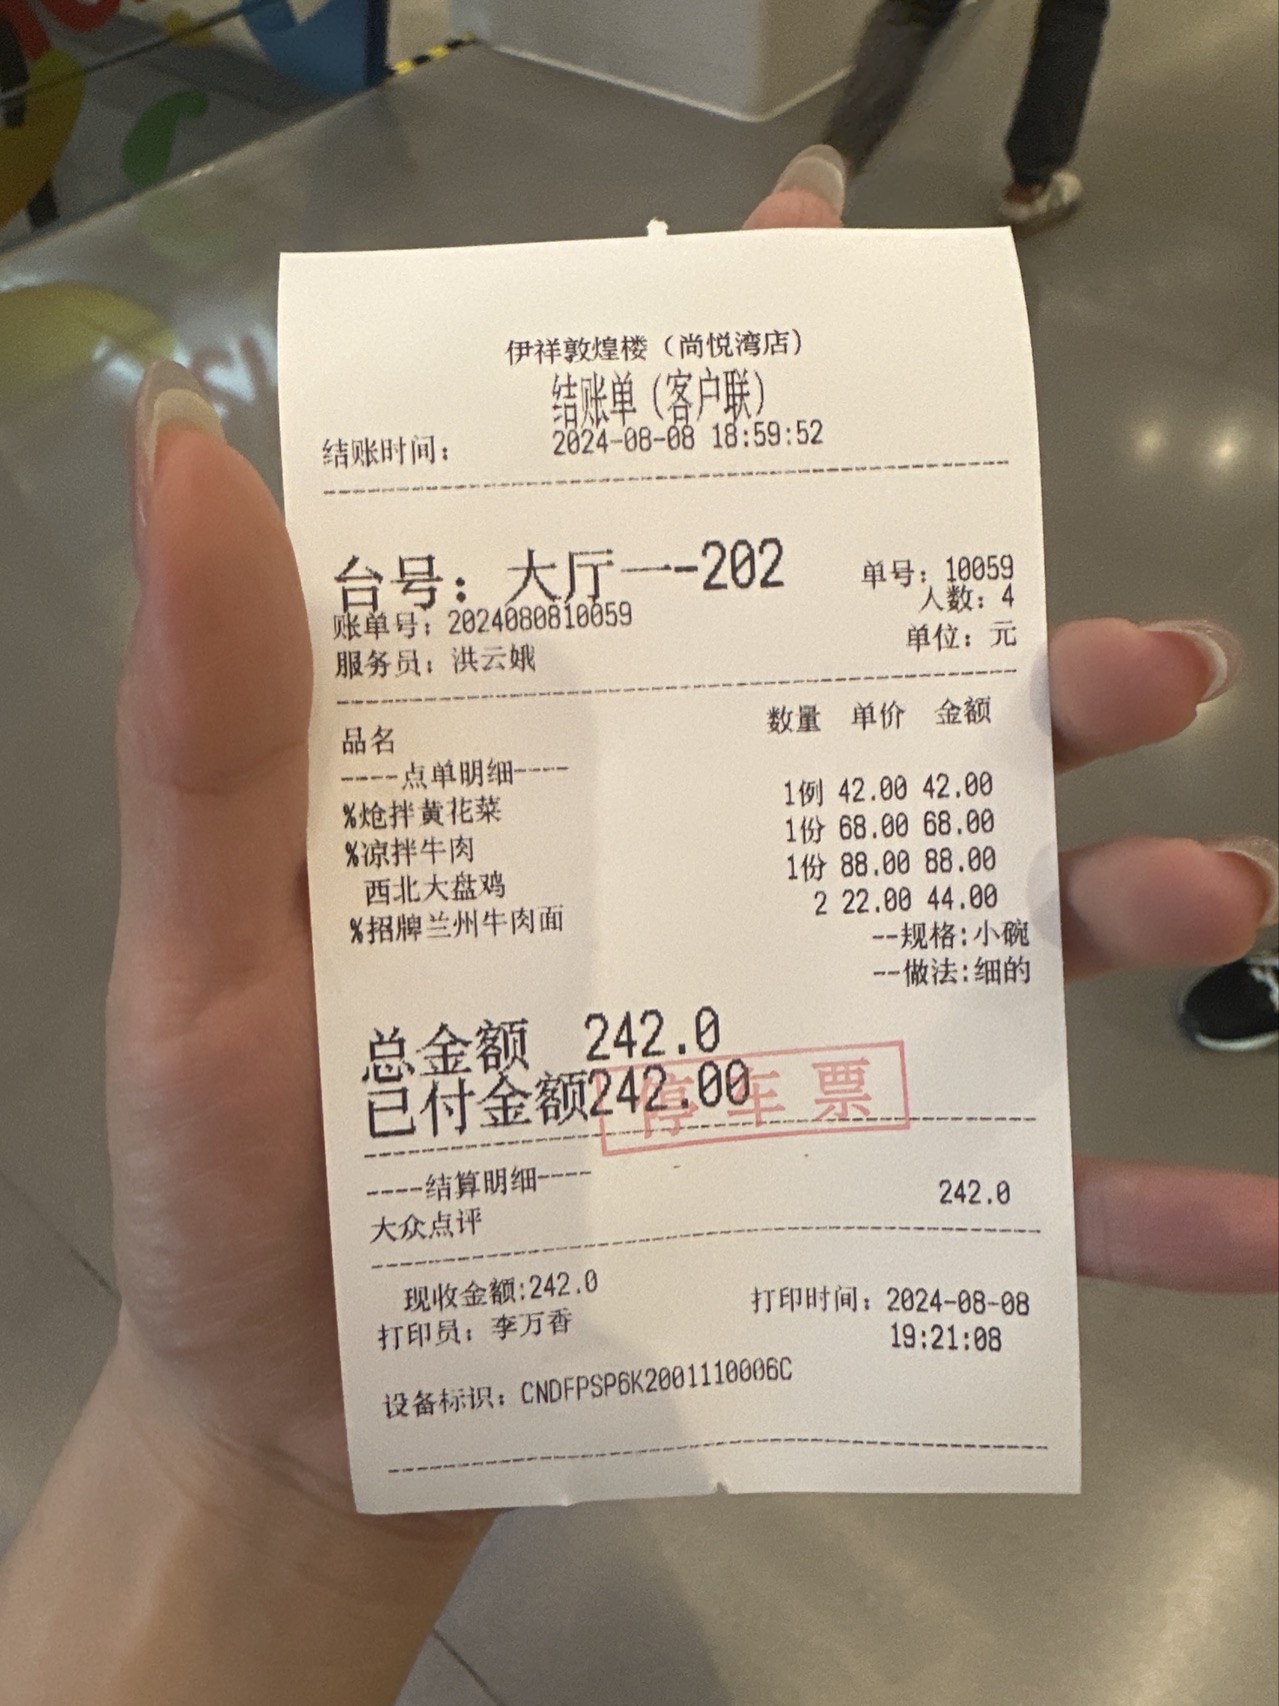 伊祥敦煌楼（尚悦湾店）
结账单（客户联）
结账时间： 2024-08-08 18:59:52
台号：大厅一-202
单号：10059
人数：4
账单号：2024080810059
单位：元
服务员：洪云娥
品名 数量 单价 金额
----点单明细----
%炝拌黄花菜 1例 42.00 42.00
%凉拌牛肉 1份 68.00 68.00
西北大盘鸡 1份 88.00 88.00
%招牌兰州牛肉面 2 22.00 44.00
--规格:小碗
--做法:细的
总金额 242.0
已付金额242.00
停车票
----结算明细----
大众点评 242.0
现收金额:242.0
打印员：李万香
打印时间：2024-08-08
19:21:08
设备标识：CNDFPSP6K2001110006C